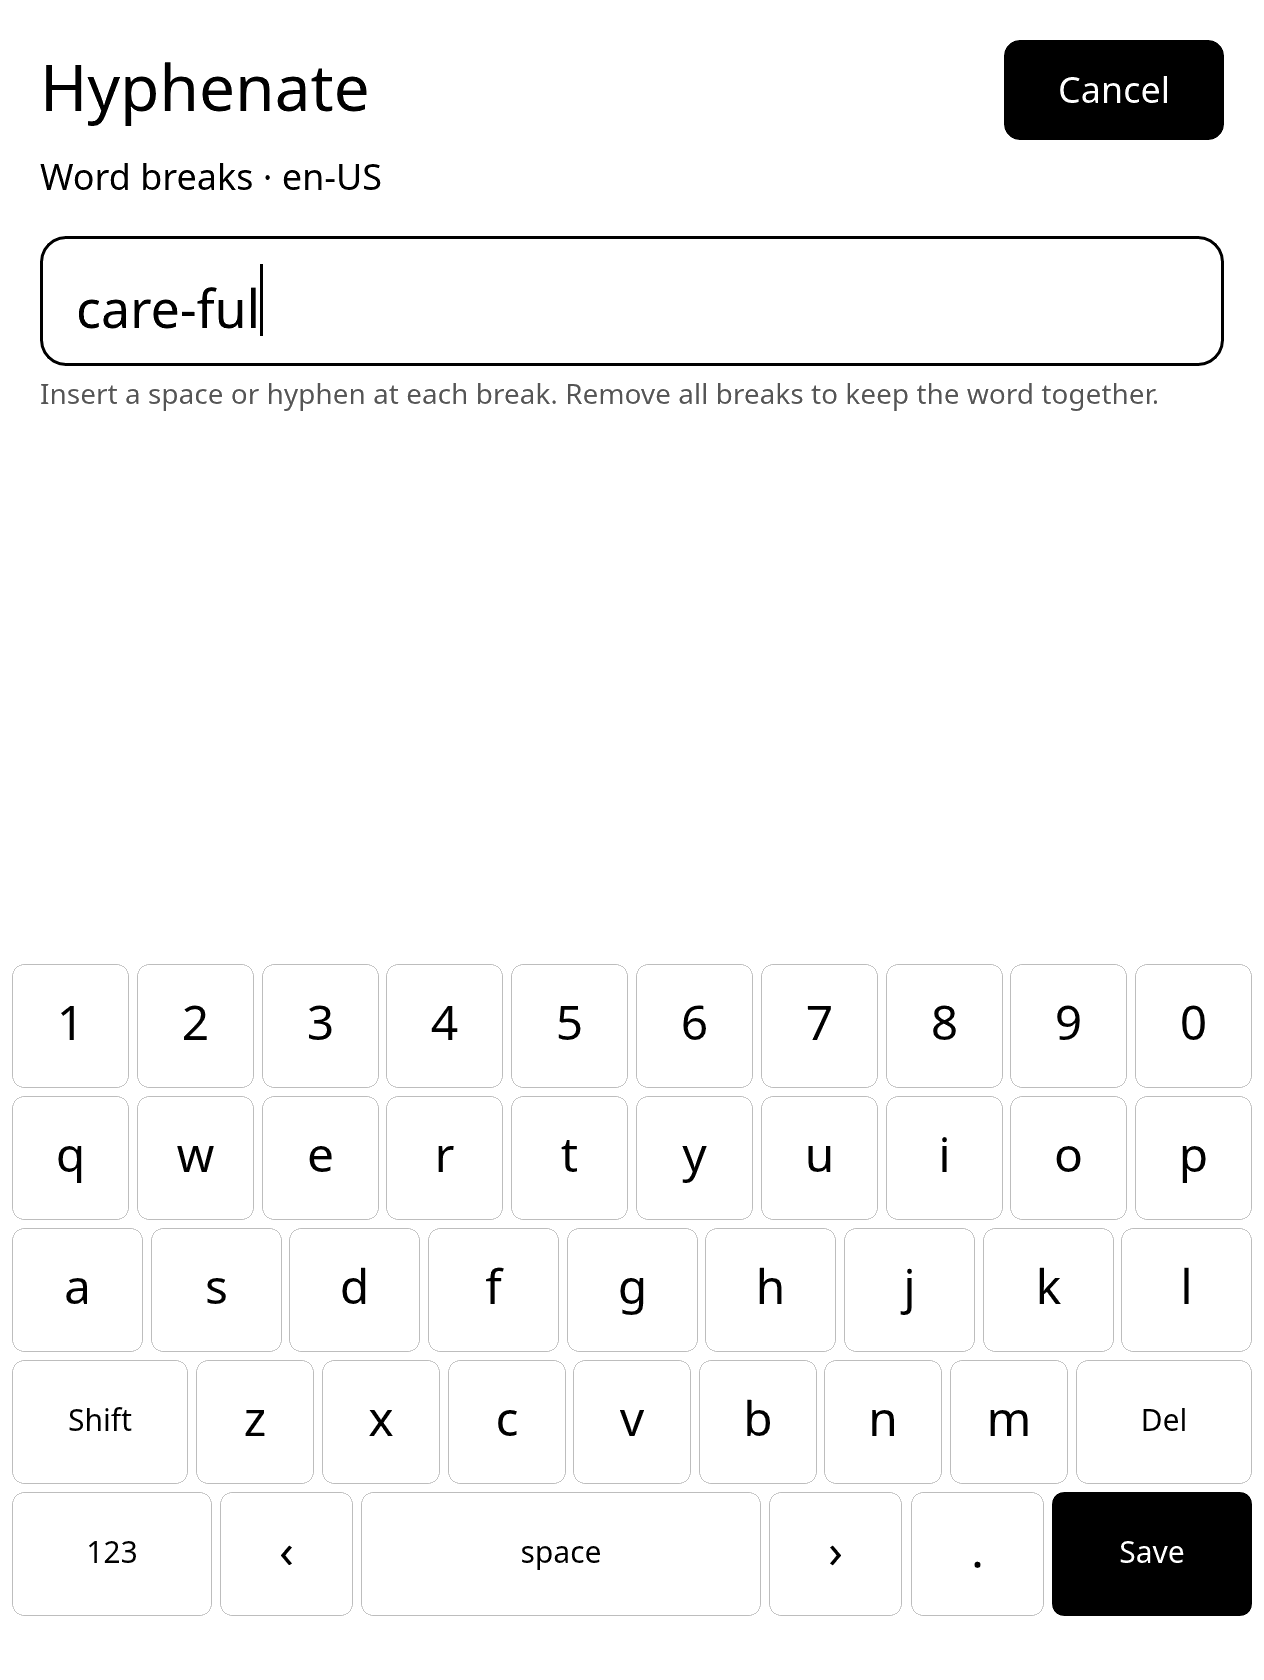 Hyphenate
Cancel
Word breaks · en-US
care-ful
Insert a space or hyphen at each break. Remove all breaks to keep the word together.
1 2 3 4 5 6 7 8 9 0
q w e r t y u i o p
a s d f g h j k l
Shift z x c v b n m Del
123 ‹ space › . Save